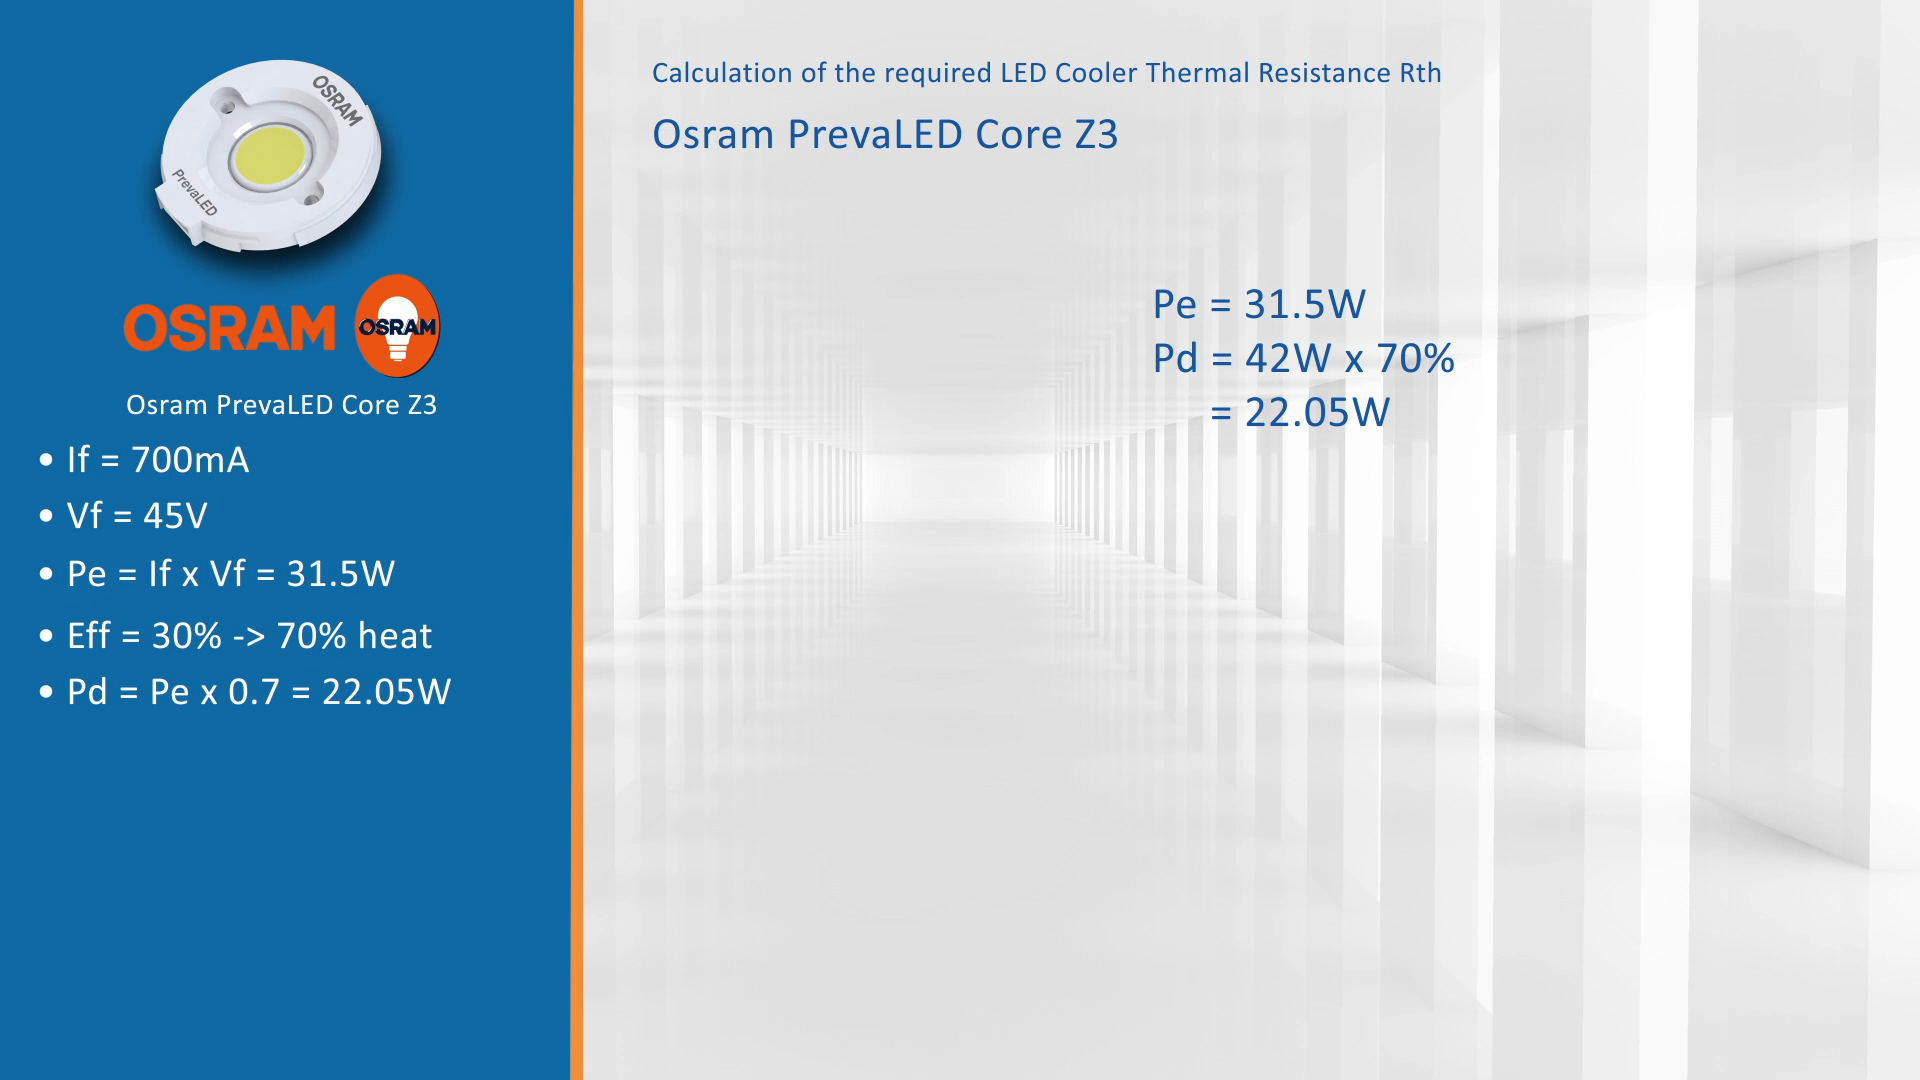 OSRAM
PrevaLED
OSRAM OSRAM
Osram PrevaLED Core Z3
• If = 700mA
• Vf = 45V
• Pe = If x Vf = 31.5W
• Eff = 30% -> 70% heat
• Pd = Pe x 0.7 = 22.05W
Calculation of the required LED Cooler Thermal Resistance Rth
Osram PrevaLED Core Z3
Pe = 31.5W
Pd = 42W x 70%
= 22.05W